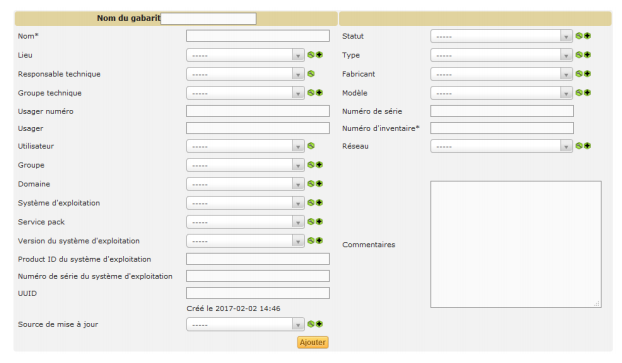 Nom du gabarit
Nom* Statut -----
Lieu ----- Type -----
Responsable technique ----- Fabricant -----
Groupe technique ----- Modèle -----
Usager numéro Numéro de série
Usager Numéro d'inventaire*
Utilisateur ----- Réseau -----
Groupe -----
Domaine -----
Système d'exploitation -----
Service pack -----
Version du système d'exploitation ----- Commentaires
Product ID du système d'exploitation
Numéro de série du système d'exploitation
UUID
Créé le 2017-02-02 14:46
Source de mise à jour -----
Ajouter